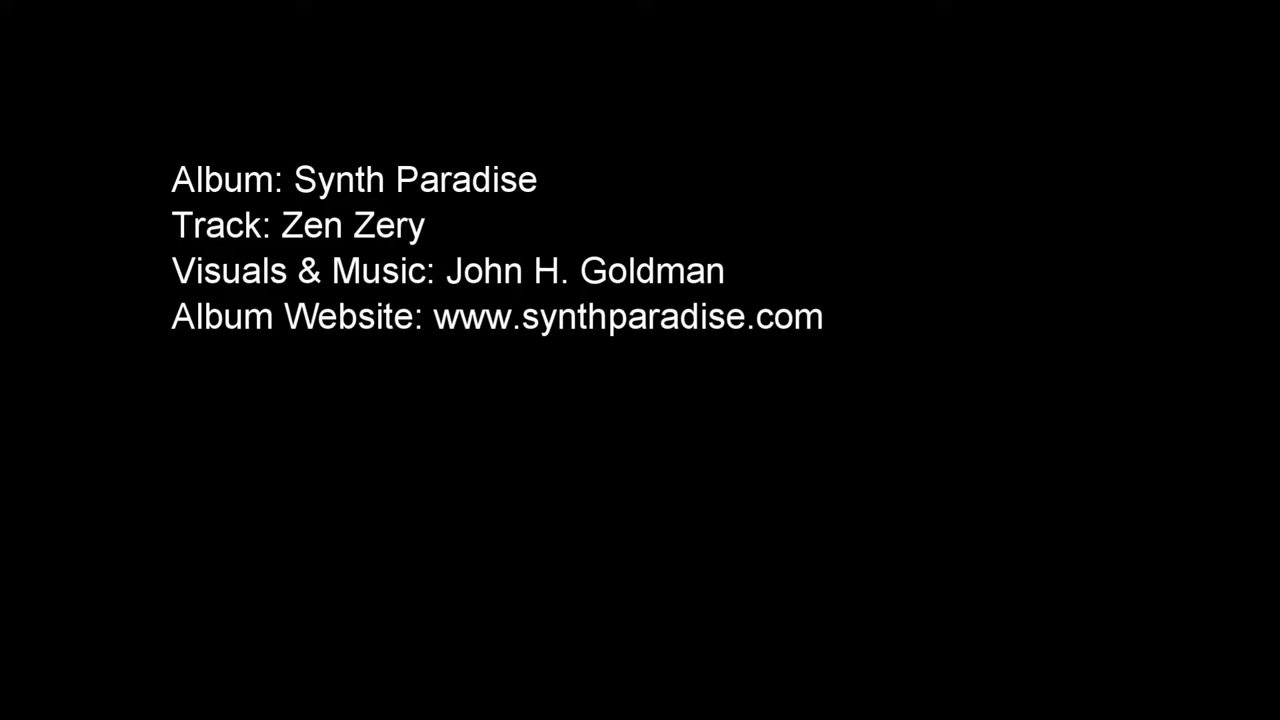 Album: Synth Paradise
Track: Zen Zery
Visuals & Music: John H. Goldman
Album Website: www.synthparadise.com